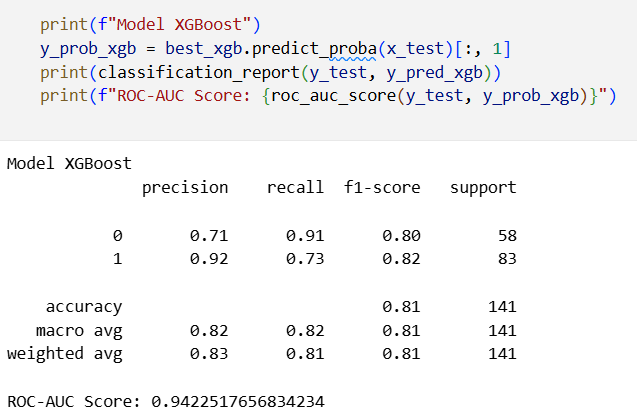 print(f"Model XGBoost")
y_prob_xgb = best_xgb.predict_proba(x_test)[:, 1]
print(classification_report(y_test, y_pred_xgb))
print(f"ROC-AUC Score: {roc_auc_score(y_test, y_prob_xgb)}")
Model XGBoost
precision recall f1-score support
0 0.71 0.91 0.80 58
1 0.92 0.73 0.82 83
accuracy 0.81 141
macro avg 0.82 0.82 0.81 141
weighted avg 0.83 0.81 0.81 141
ROC-AUC Score: 0.9422517656834234